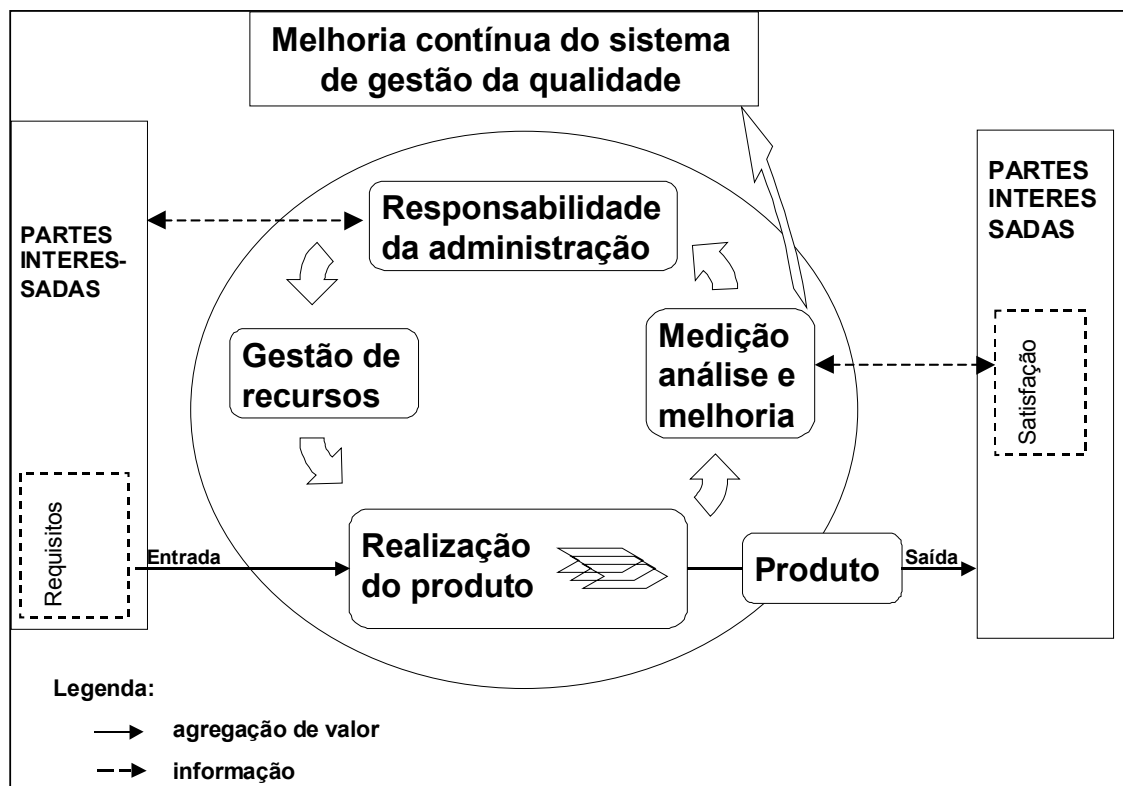 Melhoria contínua do sistema
de gestão da qualidade
PARTES
INTERES-
SADAS
Requisitos
Responsabilidade
da administração
Gestão de
recursos
Medição
análise e
melhoria
Entrada
Realização
do produto
Produto
Saída
PARTES
INTERES
SADAS
Satisfação
Legenda:
agregação de valor
informação